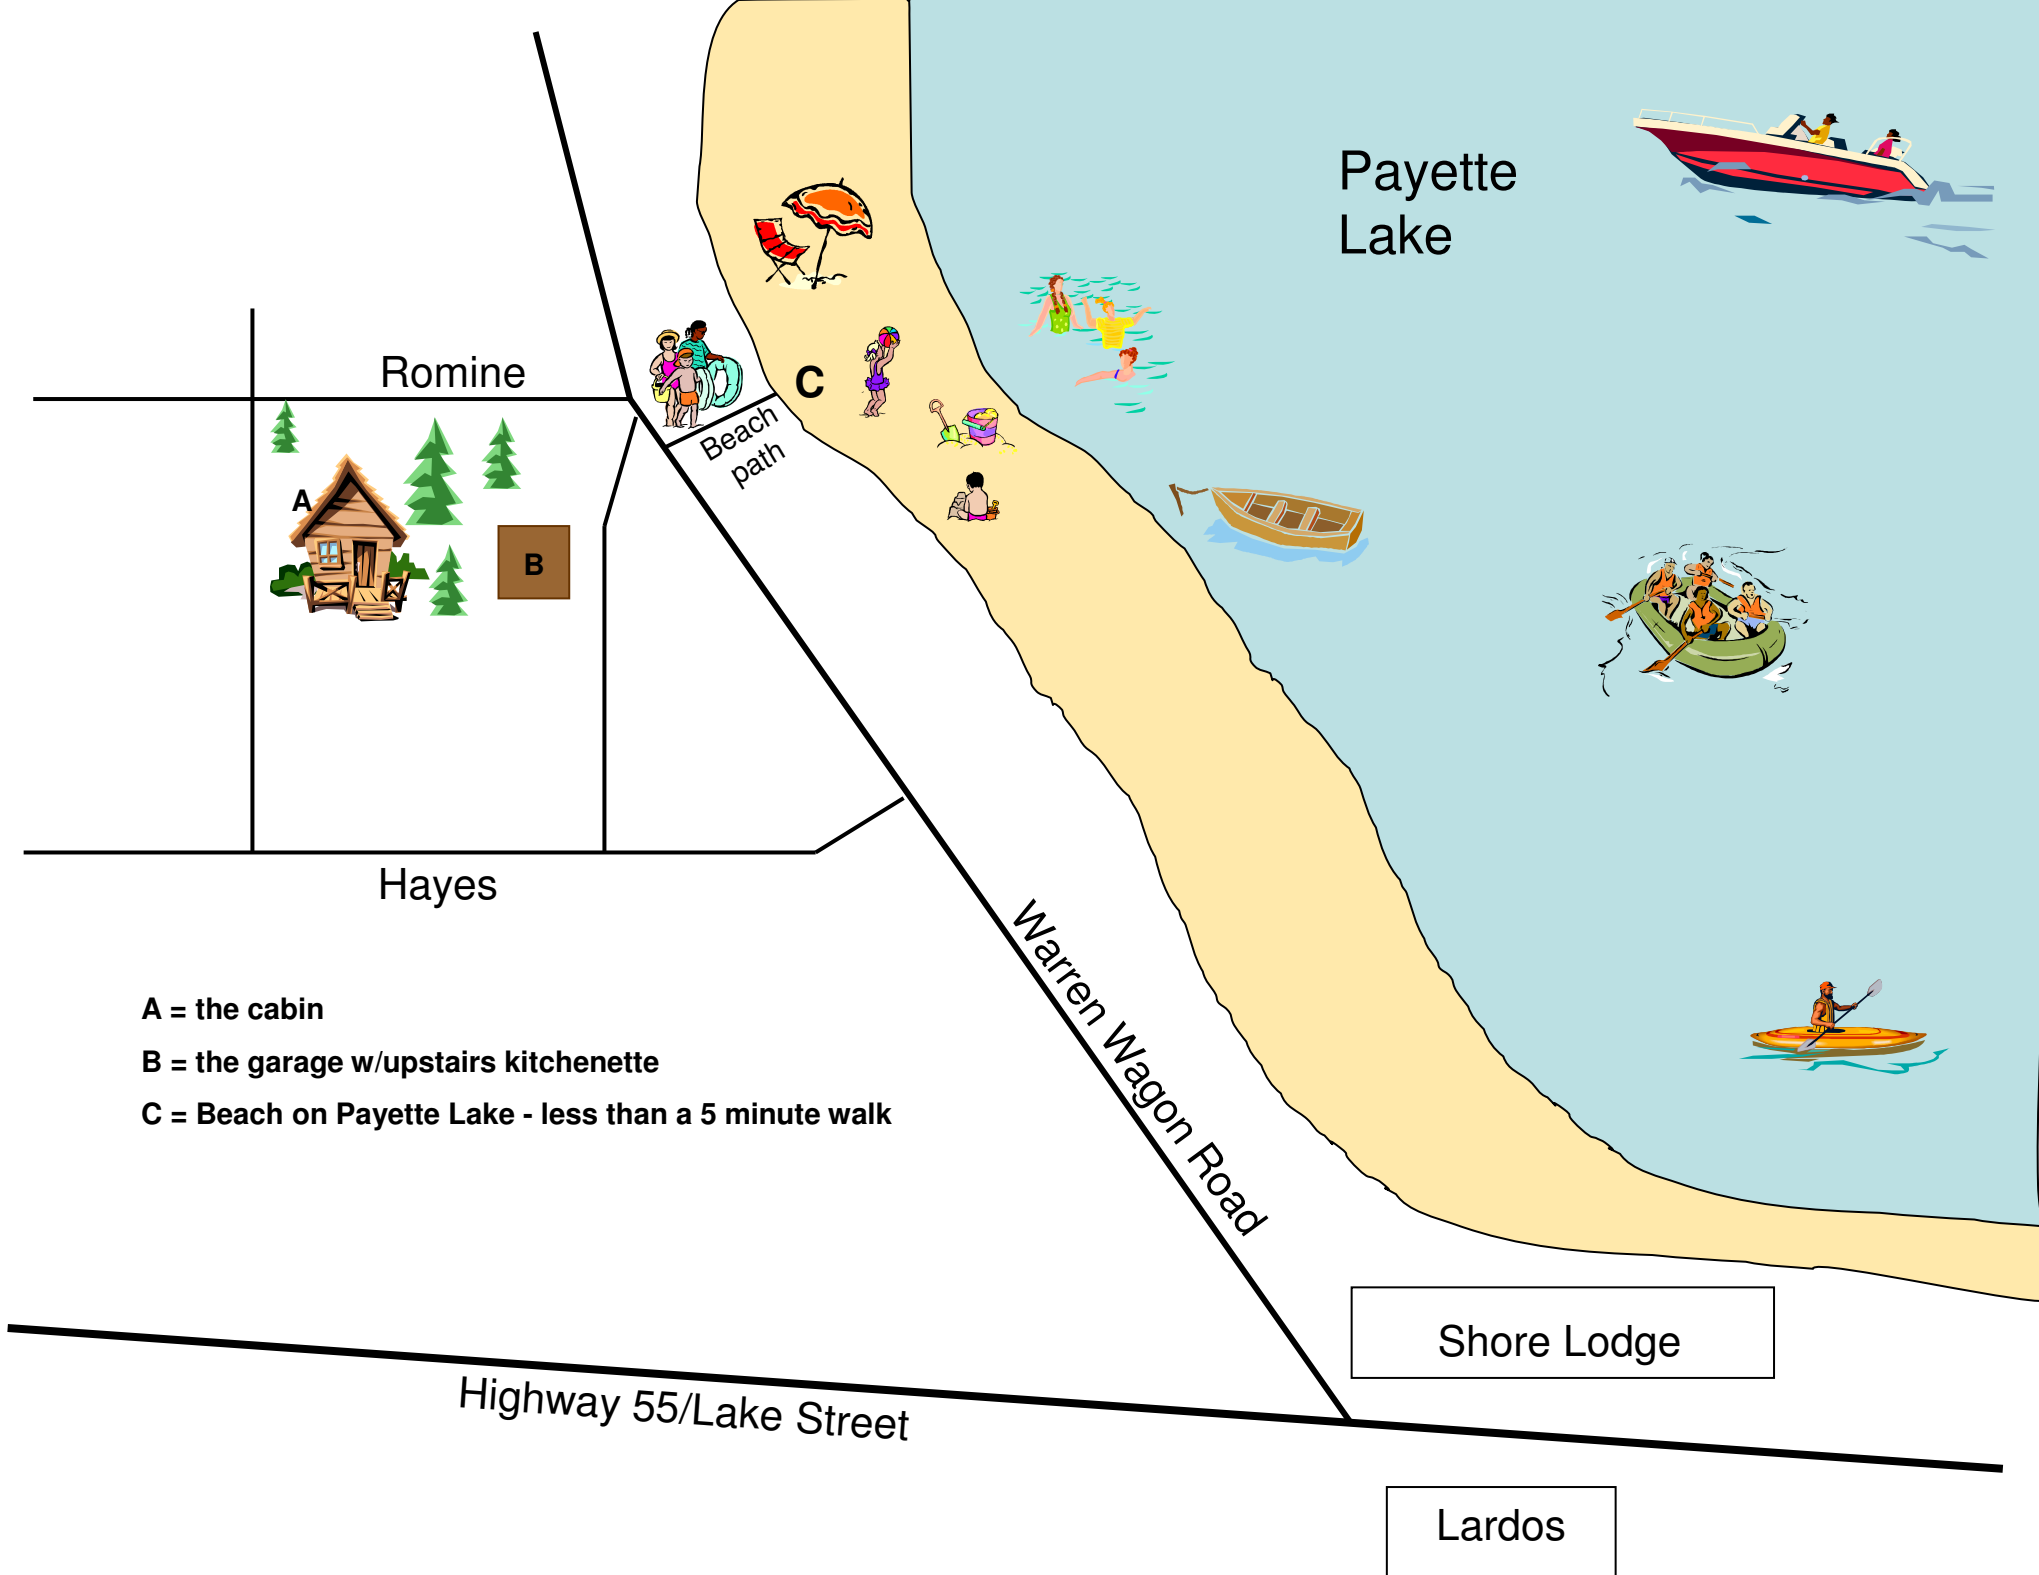 Payette
Lake
Romine
C
Beach
path
A
B
Hayes
Warren Wagon Road
A = the cabin
B = the garage w/upstairs kitchenette
C = Beach on Payette Lake - less than a 5 minute walk
Shore Lodge
Highway 55/Lake Street
Lardos